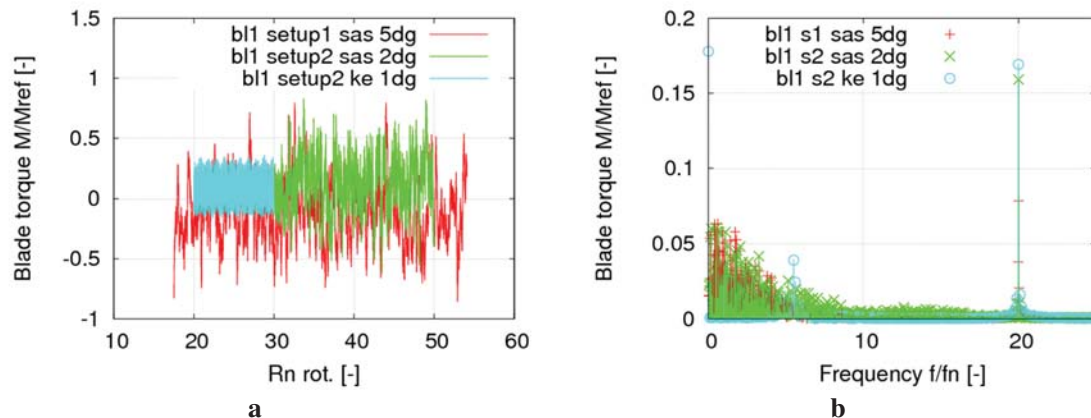 1.5
1
0.5
0
-0.5
-1
10 20 30 40 50 60
Blade torque M/Mref [-]
Rn rot. [-]
bl1 setup1 sas 5dg
bl1 setup2 sas 2dg
bl1 setup2 ke 1dg
a
0.2
0.15
0.1
0.05
0
0 10 20
Blade torque M/Mref [-]
Frequency f/fn [-]
bl1 s1 sas 5dg
bl1 s2 sas 2dg
bl1 s2 ke 1dg
b